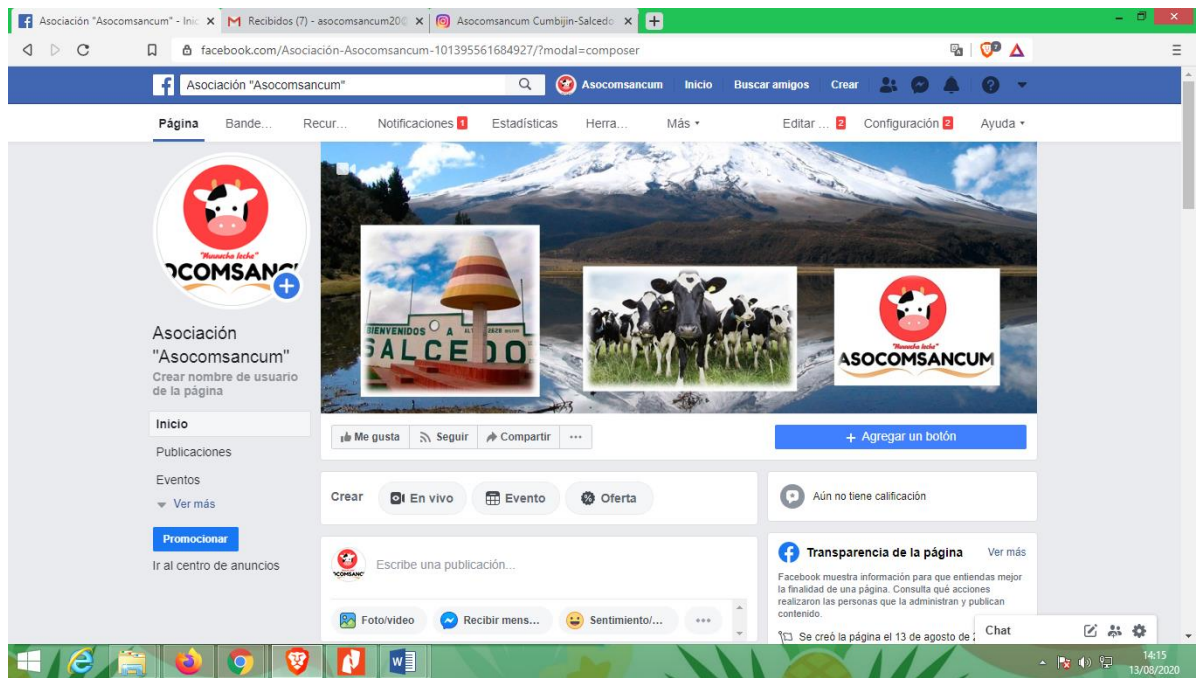 Asociación "Asocomsancum" - Inic
Recibidos (7) - asocomsancum20
Asocomsancum Cumbijin-Salcedo
facebook.com/Asociación-Asocomsancum-101395561684927/?modal=composer
Asociación "Asocomsancum"
Asocomsancum
Inicio
Buscar amigos
Crear
Página
Bande...
Recur...
Notificaciones 1
Estadísticas
Herra...
Más
Editar ... 2
Configuración 2
Ayuda
"Nuestra leche"
OCOMSANC
BIENVENIDOS A
SALCEDO
"Nuestra leche"
ASOCOMSANCUM
Asociación
"Asocomsancum"
Crear nombre de usuario
de la página
Inicio
Publicaciones
Eventos
Ver más
Promocionar
Ir al centro de anuncios
Me gusta
Seguir
Compartir
...
+ Agregar un botón
Crear
En vivo
Evento
Oferta
Aún no tiene calificación
Escribe una publicación...
Foto/video
Recibir mens...
Sentimiento/...
...
Transparencia de la página
Ver más
Facebook muestra información para que entiendas mejor
la finalidad de una página. Consulta qué acciones
realizaron las personas que la administran y publican
contenido.
Se creó la página el 13 de agosto de
Chat
14:15
13/08/2020